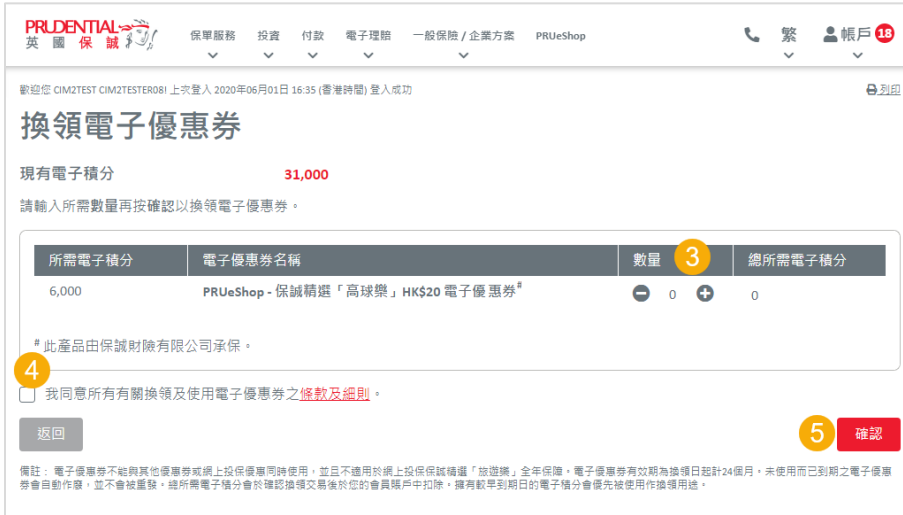 PRUDENTIAL
英國保誠
保單服務 投資 付款 電子理賠 一般保險 / 企業方案 PRUeShop 繁 帳戶 18
歡迎您 CIM2TEST CIM2TESTER08! 上次登入 2020年06月01日 16:35 (香港時間) 登入成功 列印
換領電子優惠券
現有電子積分 31,000
請輸入所需數量再按確認以換領電子優惠券。
所需電子積分 電子優惠券名稱 數量 3 總所需電子積分
6,000 PRUeShop - 保誠精選「高球樂」HK$20 電子優惠券# 0 0
# 此產品由保誠財險有限公司承保。
4
我同意所有有關換領及使用電子優惠券之條款及細則。
返回 5 確認
備註： 電子優惠券不能與其他優惠券或網上投保優惠同時使用，並且不適用於網上投保保誠精選「旅遊樂」全年保障。電子優惠券有效期為換領日起計24個月。未使用而已到期之電子優惠
券會自動作廢，並不會被重發。總所需電子積分會於確認換領交易後於您的會員賬戶中扣除。擁有較早到期日的電子積分會優先被使用作換領用途。